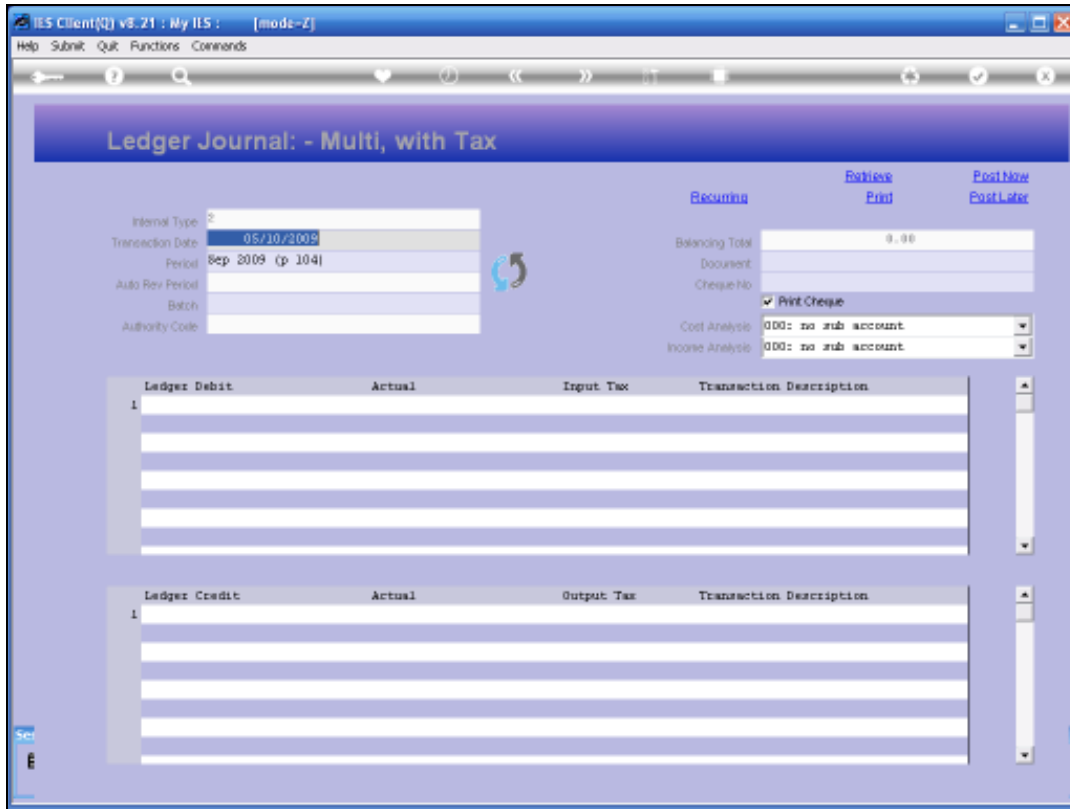 IES Client(Q) v8.21 : My IES : [mode-Z]
Help Submit Quit Functions Commands
Ledger Journal: - Multi, with Tax
Retrieve Post Now
Recurring Print Post Later
Internal Type 2
Transaction Date 05/10/2009
Period Sep 2009 (p 104)
Auto Rev Period
Batch
Authority Code
Balancing Total 0.00
Document
Cheque No
Print Cheque
Cost Analysis 000: no sub account
Income Analysis 000: no sub account
Ledger Debit Actual Input Tax Transaction Description
1
Ledger Credit Actual Output Tax Transaction Description
1